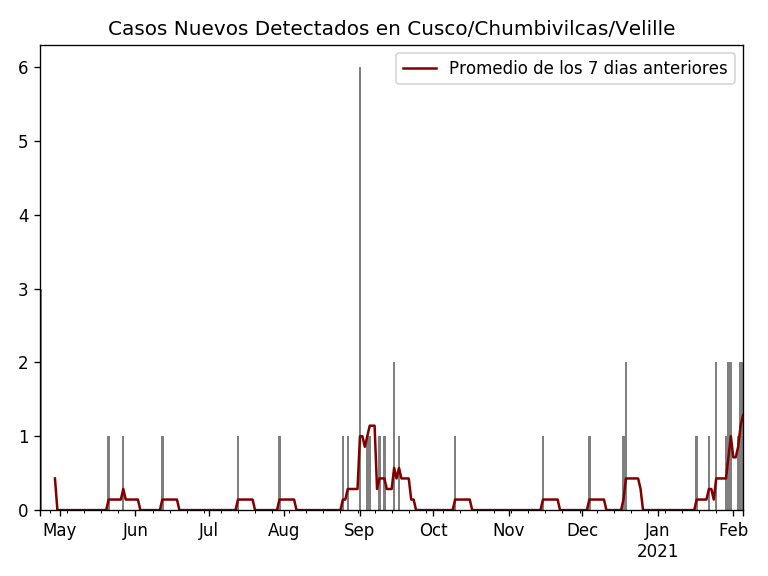 Casos Nuevos Detectados en Cusco/Chumbivilcas/Velille
Promedio de los 7 dias anteriores
6
5
4
3
2
1
0
May Jun Jul Aug Sep Oct Nov Dec Jan Feb
2021